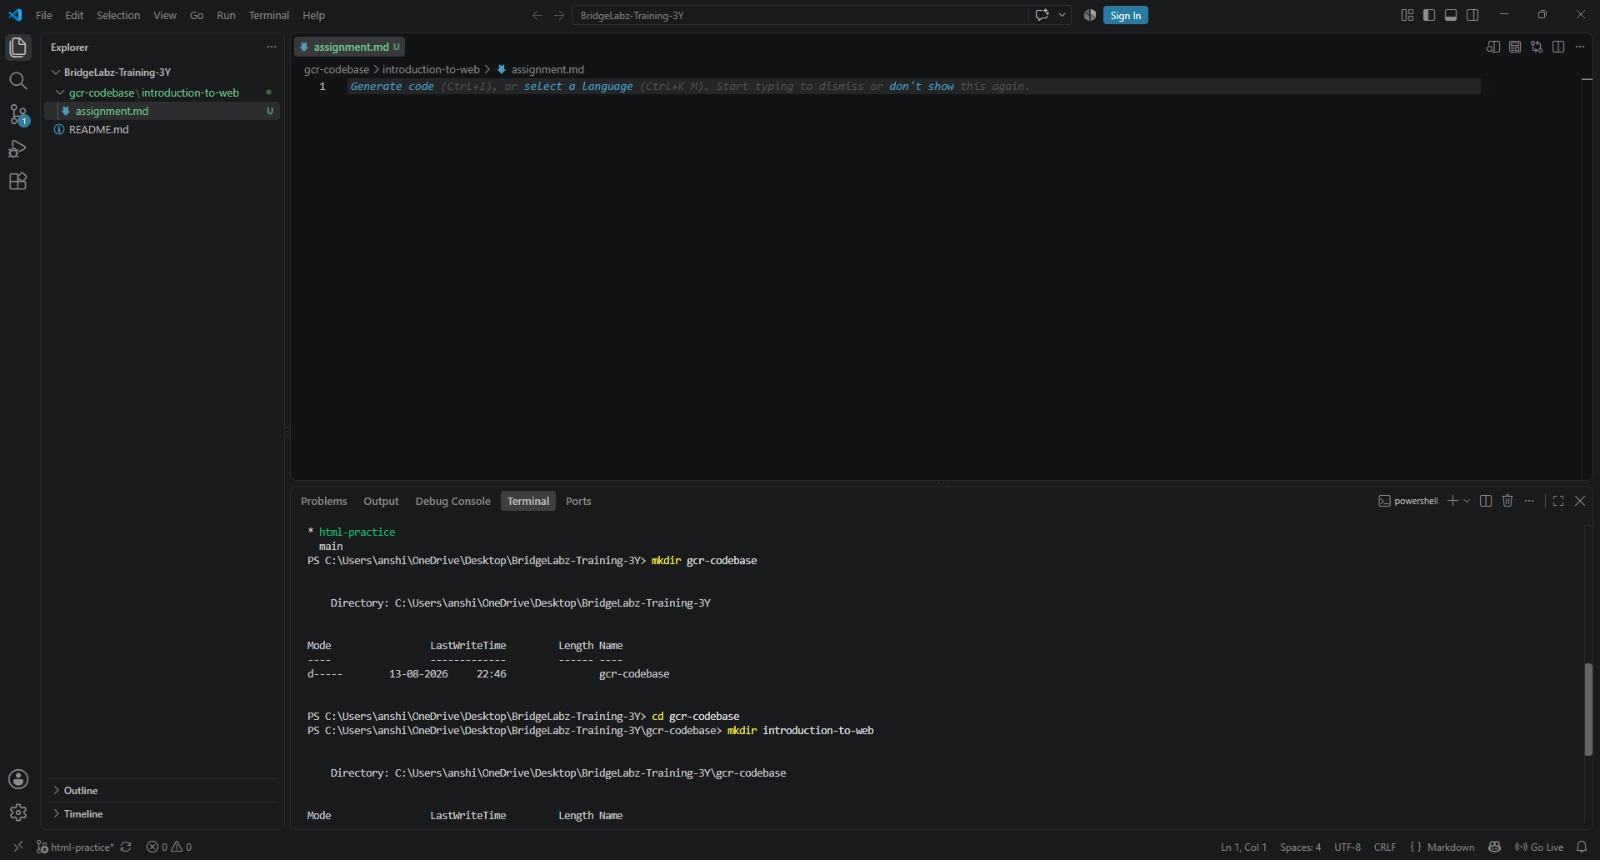 File Edit Selection View Go Run Terminal Help
BridgeLabz-Training-3Y
Sign In
Explorer
BridgeLabz-Training-3Y
gcr-codebase\introduction-to-web
assignment.md U
README.md
Outline
Timeline
assignment.md U
gcr-codebase > introduction-to-web > assignment.md
1 Generate code (Ctrl+I), or select a language (Ctrl+K M). Start typing to dismiss or don't show this again.
Problems Output Debug Console Terminal Ports
powershell
* html-practice
main
PS C:\Users\anshi\OneDrive\Desktop\BridgeLabz-Training-3Y> mkdir gcr-codebase
Directory: C:\Users\anshi\OneDrive\Desktop\BridgeLabz-Training-3Y
Mode LastWriteTime Length Name
---- ------------- ------ ----
d----- 13-08-2026 22:46 gcr-codebase
PS C:\Users\anshi\OneDrive\Desktop\BridgeLabz-Training-3Y> cd gcr-codebase
PS C:\Users\anshi\OneDrive\Desktop\BridgeLabz-Training-3Y\gcr-codebase> mkdir introduction-to-web
Directory: C:\Users\anshi\OneDrive\Desktop\BridgeLabz-Training-3Y\gcr-codebase
Mode LastWriteTime Length Name
1
html-practice* 0 0 Ln 1, Col 1 Spaces: 4 UTF-8 CRLF { } Markdown Go Live